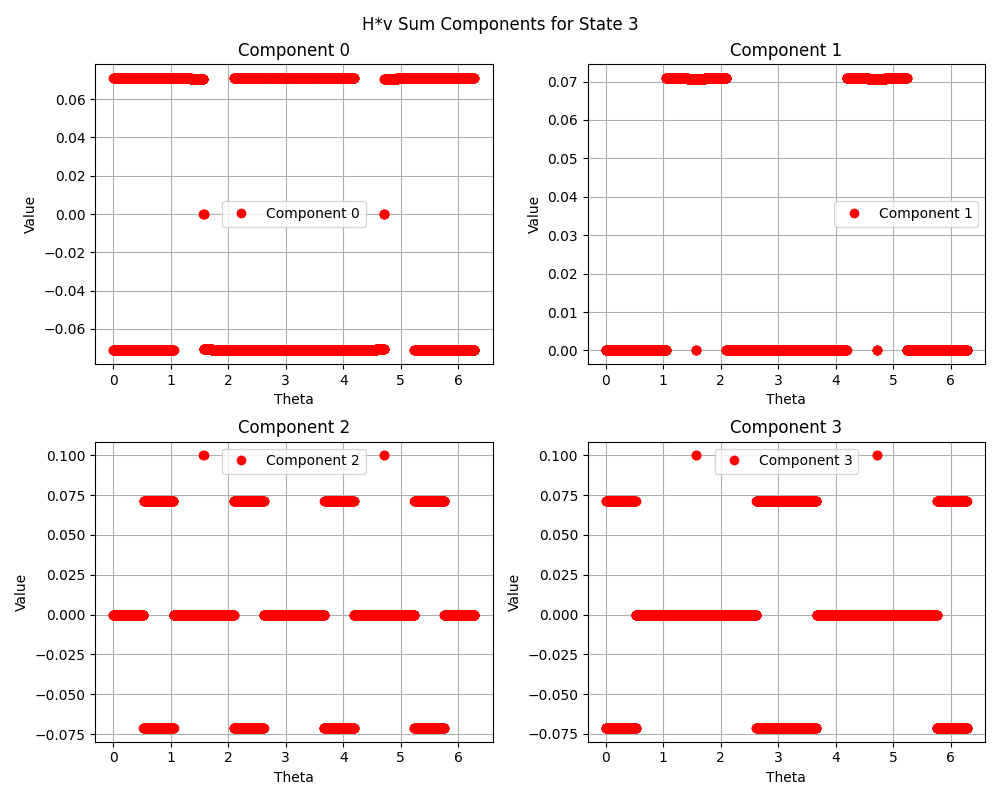 H*v Sum Components for State 3
Component 0
0.06
0.04
0.02
0.00
−0.02
−0.04
−0.06
Value
Component 0
0 1 2 3 4 5 6
Theta
Component 1
0.07
0.06
0.05
0.04
0.03
0.02
0.01
0.00
Value
Component 1
0 1 2 3 4 5 6
Theta
Component 2
0.100
0.075
0.050
0.025
0.000
−0.025
−0.050
−0.075
Value
Component 2
0 1 2 3 4 5 6
Theta
Component 3
0.100
0.075
0.050
0.025
0.000
−0.025
−0.050
−0.075
Value
Component 3
0 1 2 3 4 5 6
Theta